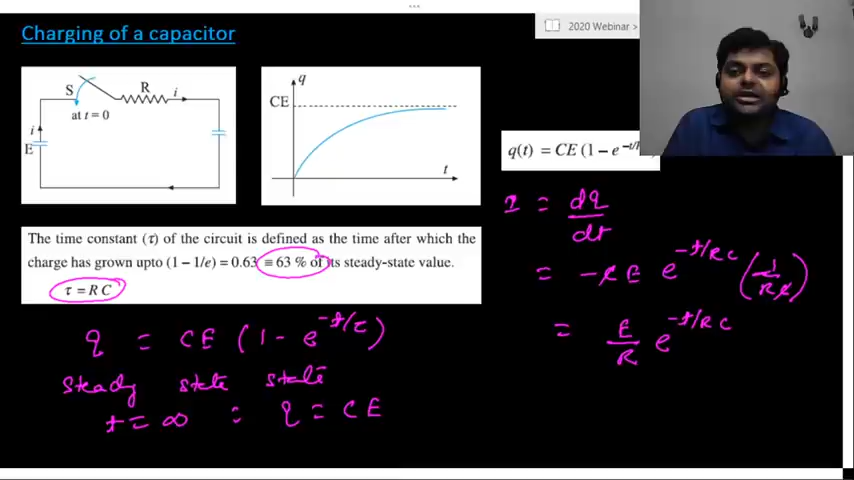 2020 Webinar >
Charging of a capacitor
S
R
i
at t = 0
i
E
q
CE
t
q(t) = CE (1 – e^–t/R
The time constant (τ) of the circuit is defined as the time after which the
charge has grown upto (1 – 1/e) = 0.63 ≡ 63 % of its steady-state value.
τ = R C
q = CE (1 - e^-t/τ)
steady state state
t = ∞ : q = CE
i = dq/dt
= - C E e^-t/RC (-1/RC)
= E/R e^-t/RC